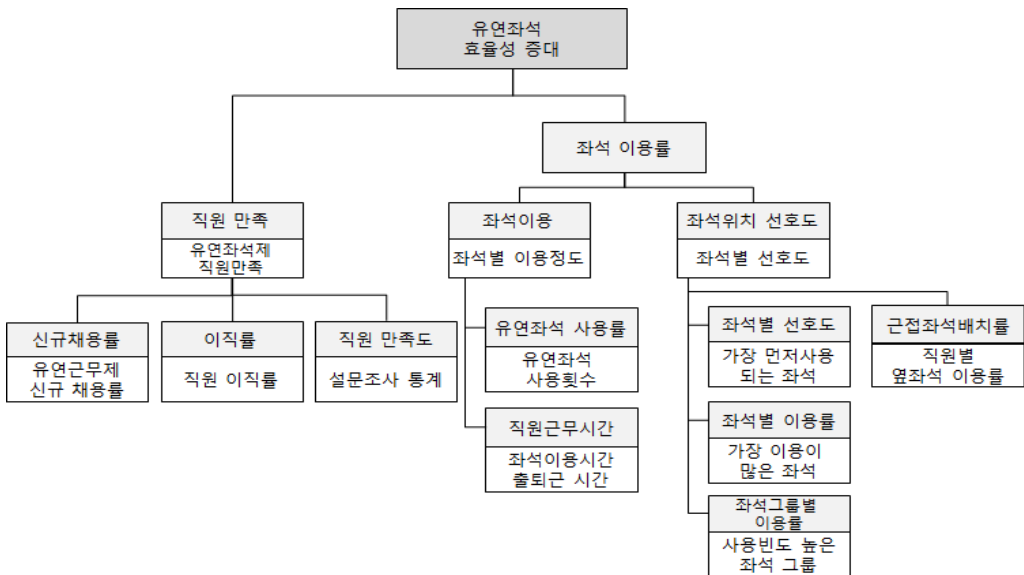 유연좌석
효율성 증대
좌석 이용률
직원 만족
유연좌석제
직원만족
좌석이용
좌석별 이용정도
좌석위치 선호도
좌석별 선호도
신규채용률
유연근무제
신규 채용률
이직률
직원 이직률
직원 만족도
설문조사 통계
유연좌석 사용률
유연좌석
사용횟수
직원근무시간
좌석이용시간
출퇴근 시간
좌석별 선호도
가장 먼저사용
되는 좌석
근접좌석배치률
직원별
옆좌석 이용률
좌석별 이용률
가장 이용이
많은 좌석
좌석그룹별
이용률
사용빈도 높은
좌석 그룹